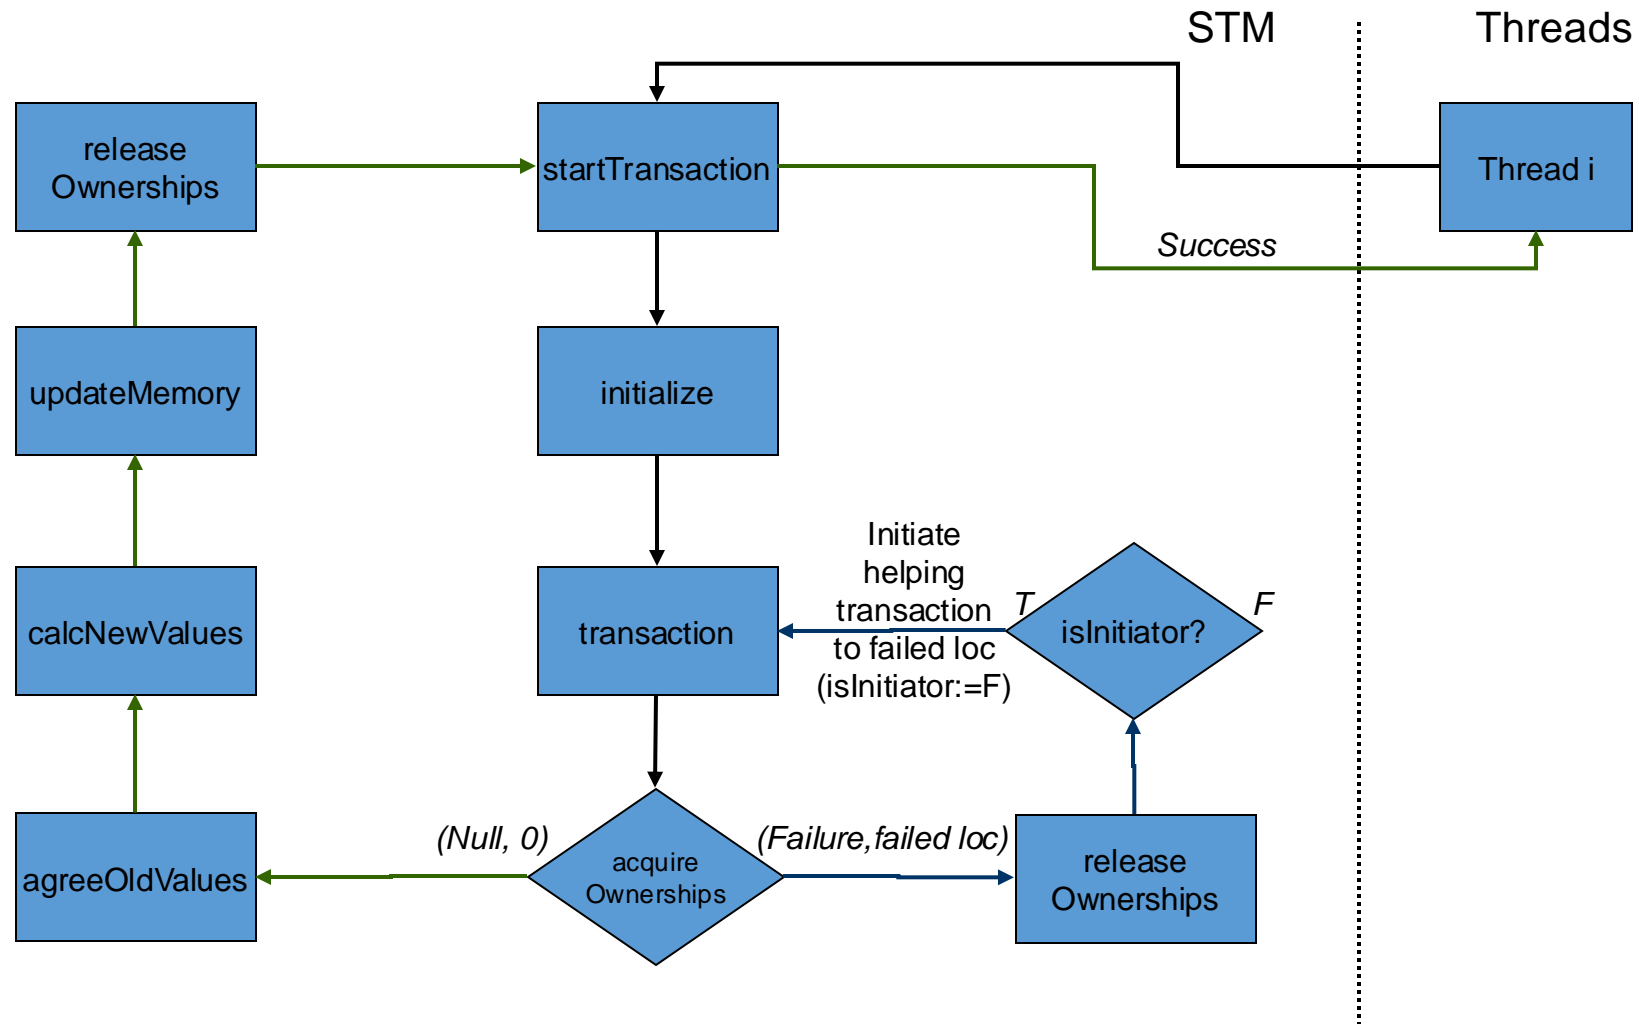 STM
Threads
release
Ownerships
startTransaction
Thread i
Success
updateMemory
initialize
Initiate
helping
transaction
to failed loc
(isInitiator:=F)
T
F
isInitiator?
calcNewValues
transaction
(Null, 0)
(Failure,failed loc)
agreeOldValues
acquire
Ownerships
release
Ownerships